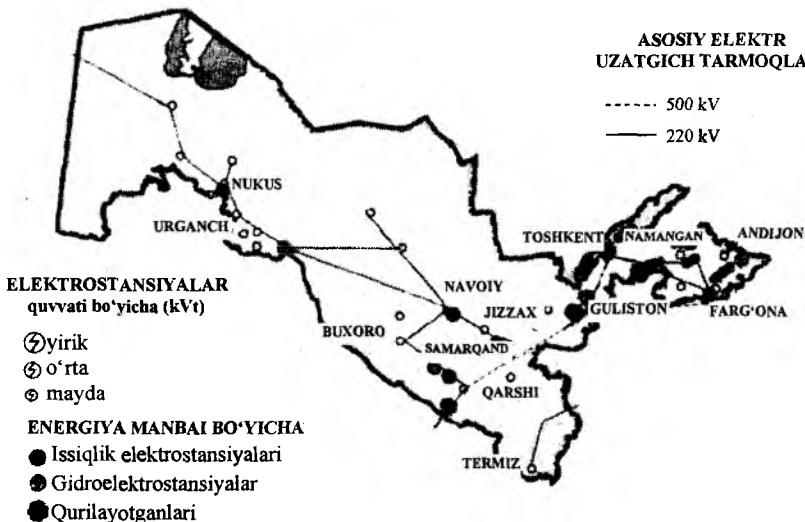 ASOSIY ELEKTR
UZATGICH TARMOQLA
500 kV
220 kV
NUKUS
URGANCH
TOSHKENT
NAMANGAN
ANDIJON
NAVOIY
JIZZAX
GULISTON
FARG‘ONA
BUXORO
SAMARQAND
QARSHI
TERMIZ
ELEKTROSTANSIYALAR
quvvati bo‘yicha (kVt)
yirik
o‘rta
mayda
ENERGIYA MANBAI BO‘YICHA
Issiqlik elektrostansiyalari
Gidroelektrostansiyalar
Qurilayotganlari